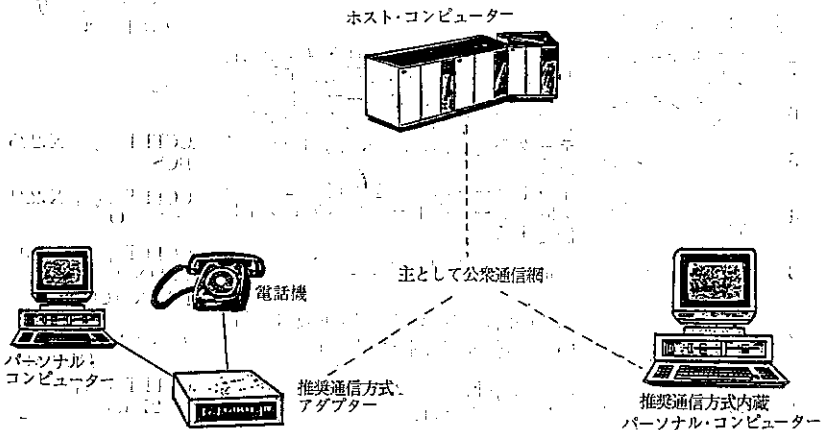 ホスト・コンピューター
主として公衆通信網
電話機
パーソナル・
コンピューター
推奨通信方式
アダプター
推奨通信方式内蔵
パーソナル・コンピューター